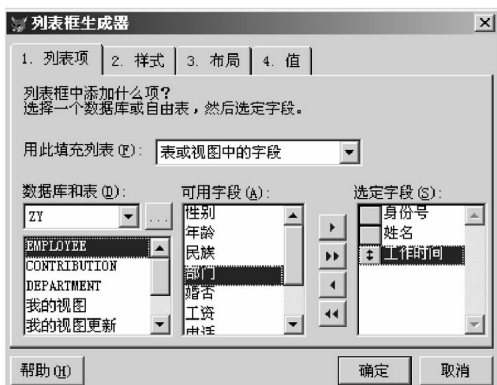 列表框生成器
1. 列表项 2. 样式 3. 布局 4. 值
列表框中添加什么项?
选择一个数据库或自由表，然后选定字段。
用此填充列表(F): 表或视图中的字段
数据库和表(D): 可用字段(A): 选定字段(S):
ZY ...
EMPLOYEE
CONTRIBUTION
DEPARTMENT
我的视图
我的视图更新
性别
年龄
民族
部门
婚否
工资
电话
身份号
姓名
工作时间
帮助(H) 确定 取消